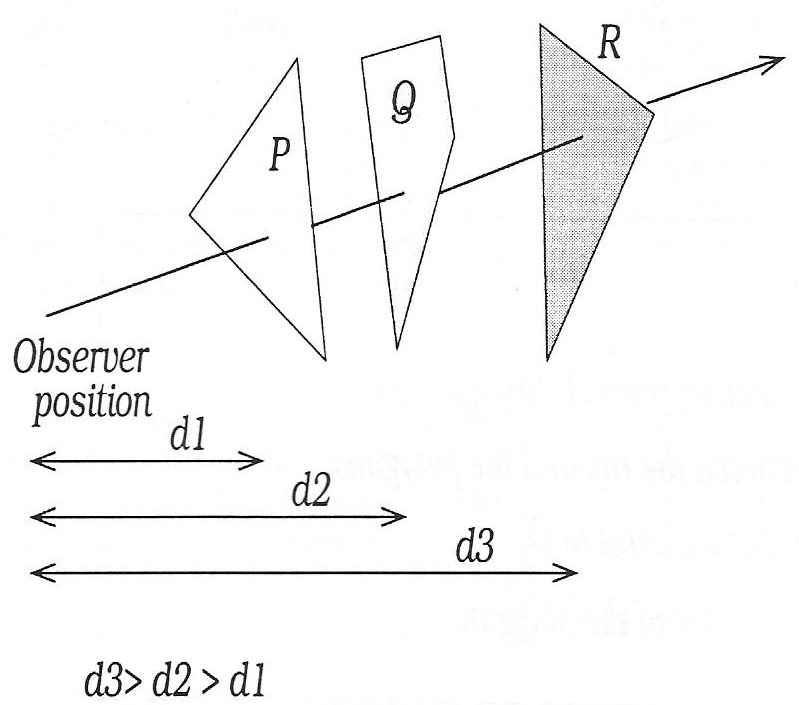 R
Q
P
Observer
position
d1
d2
d3
d3> d2 > d1